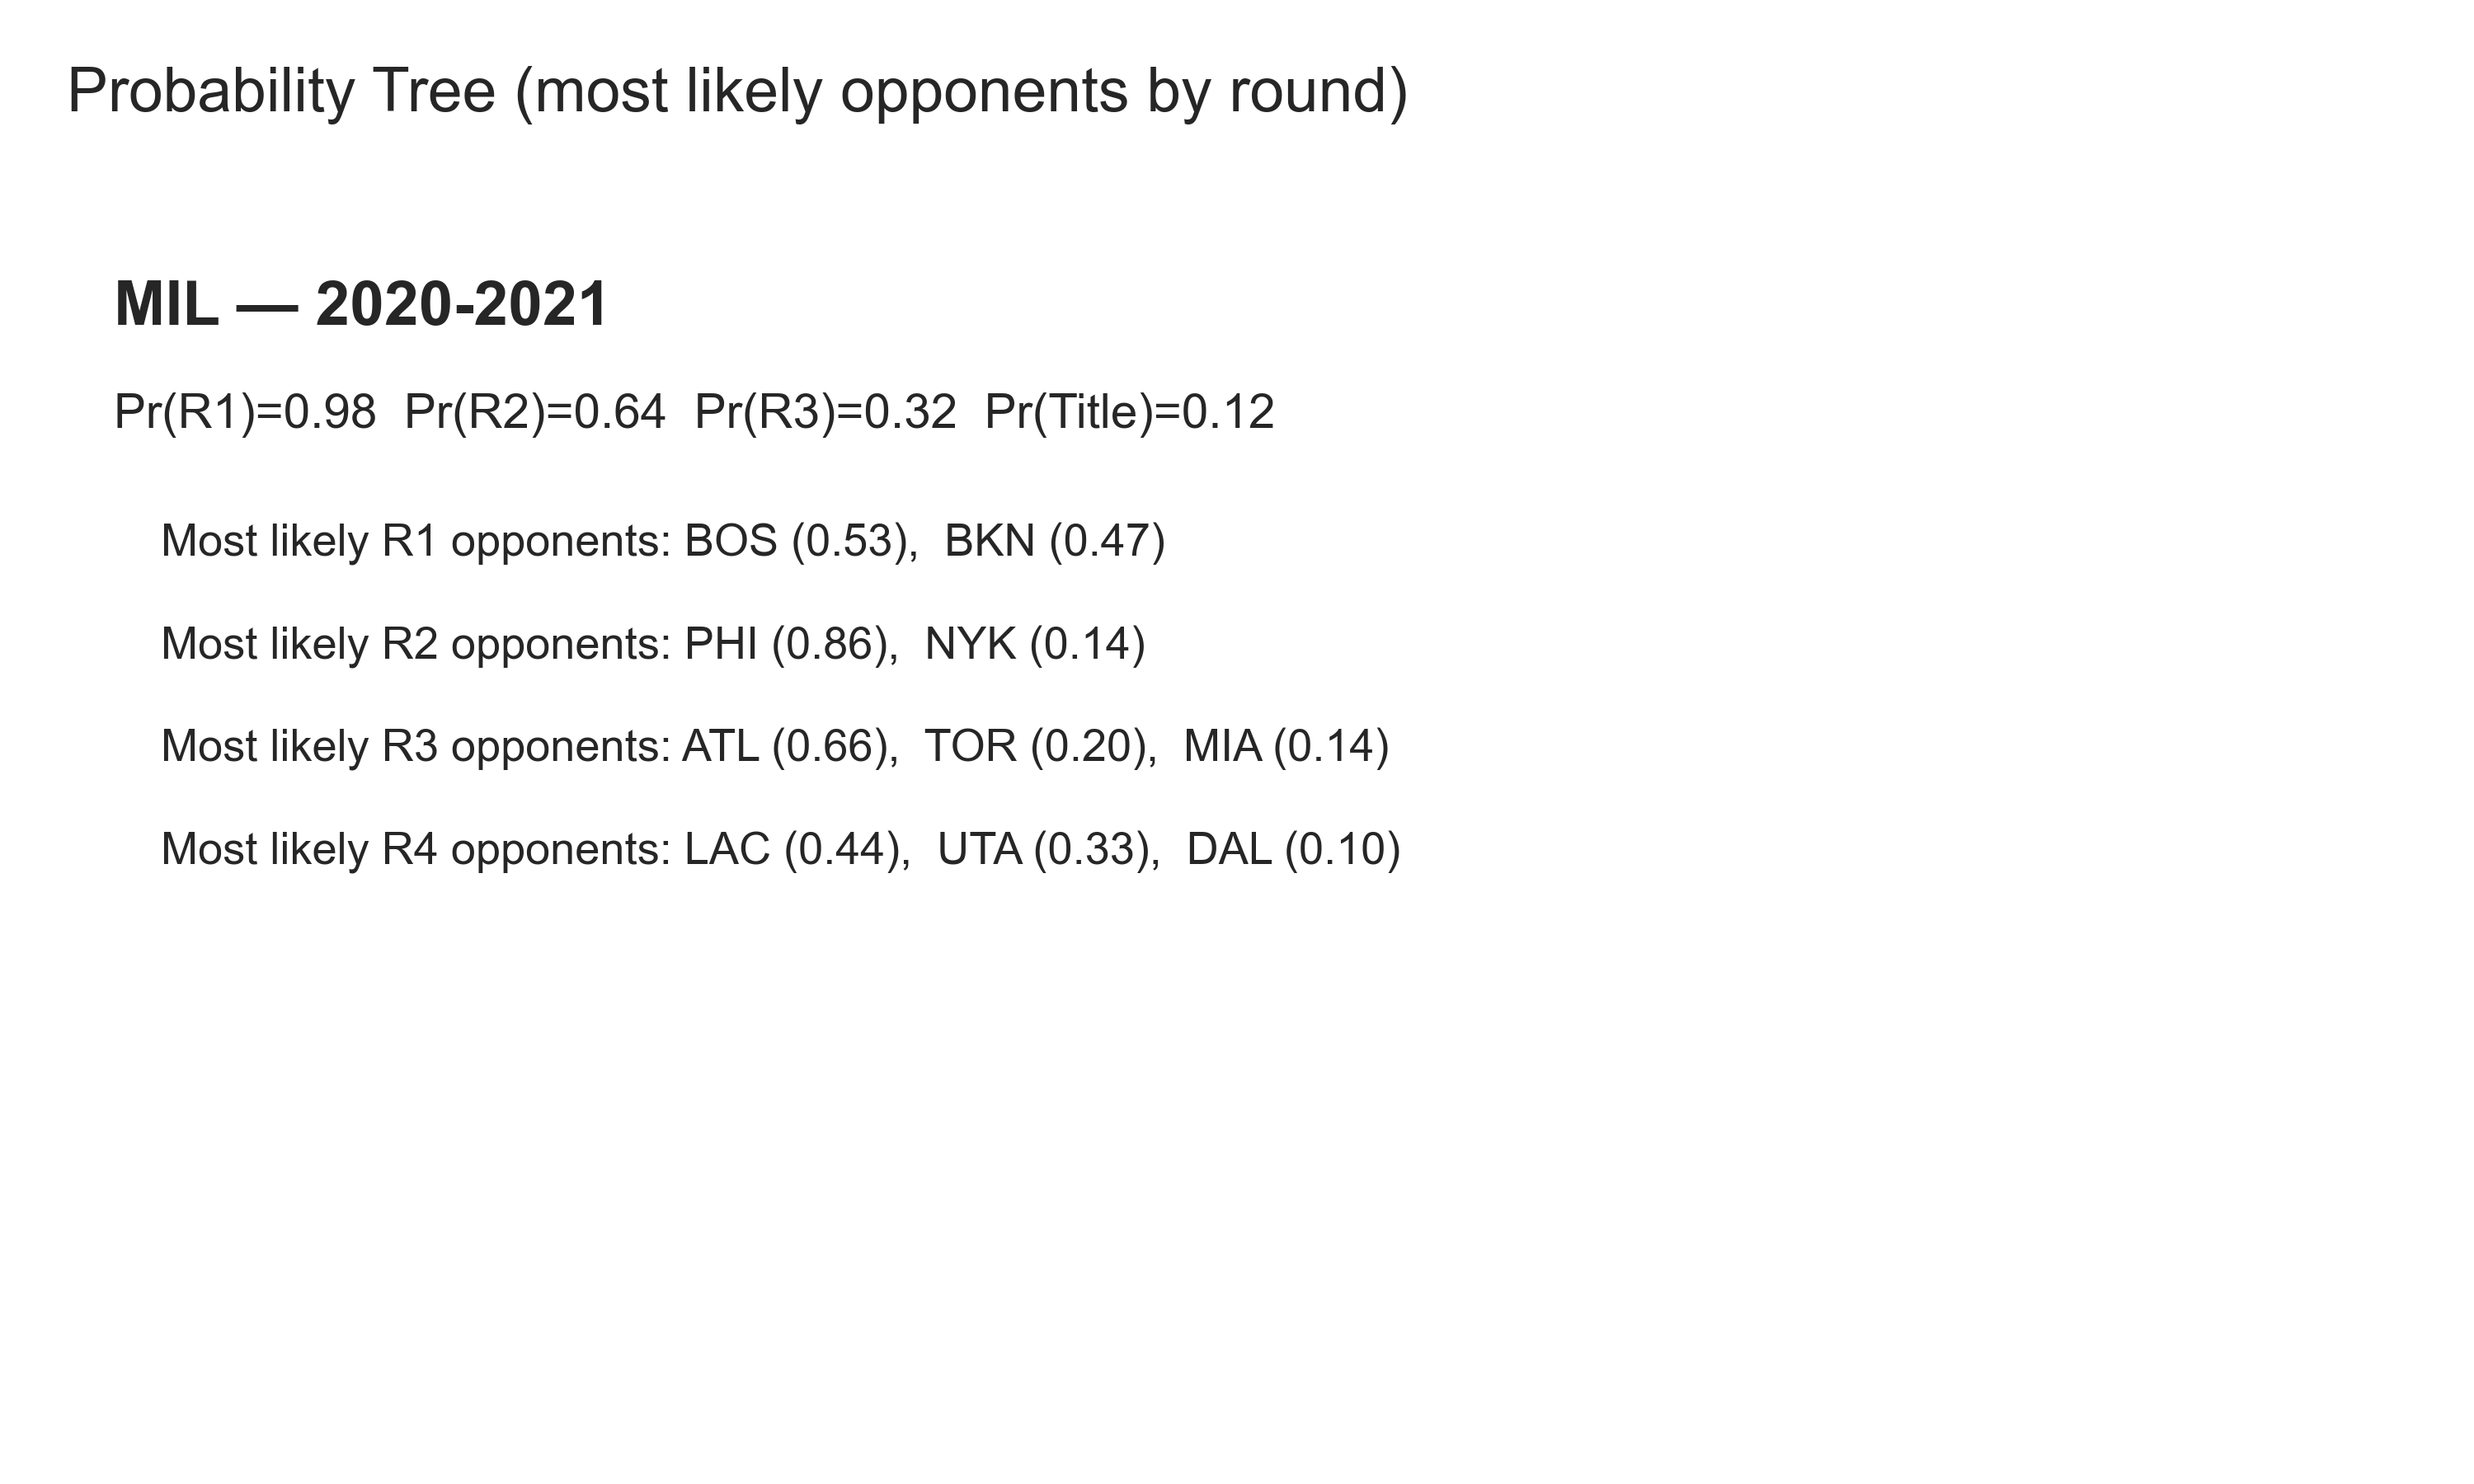 Probability Tree (most likely opponents by round)
MIL — 2020-2021
Pr(R1)=0.98  Pr(R2)=0.64  Pr(R3)=0.32  Pr(Title)=0.12
Most likely R1 opponents: BOS (0.53),  BKN (0.47)
Most likely R2 opponents: PHI (0.86),  NYK (0.14)
Most likely R3 opponents: ATL (0.66),  TOR (0.20),  MIA (0.14)
Most likely R4 opponents: LAC (0.44),  UTA (0.33),  DAL (0.10)